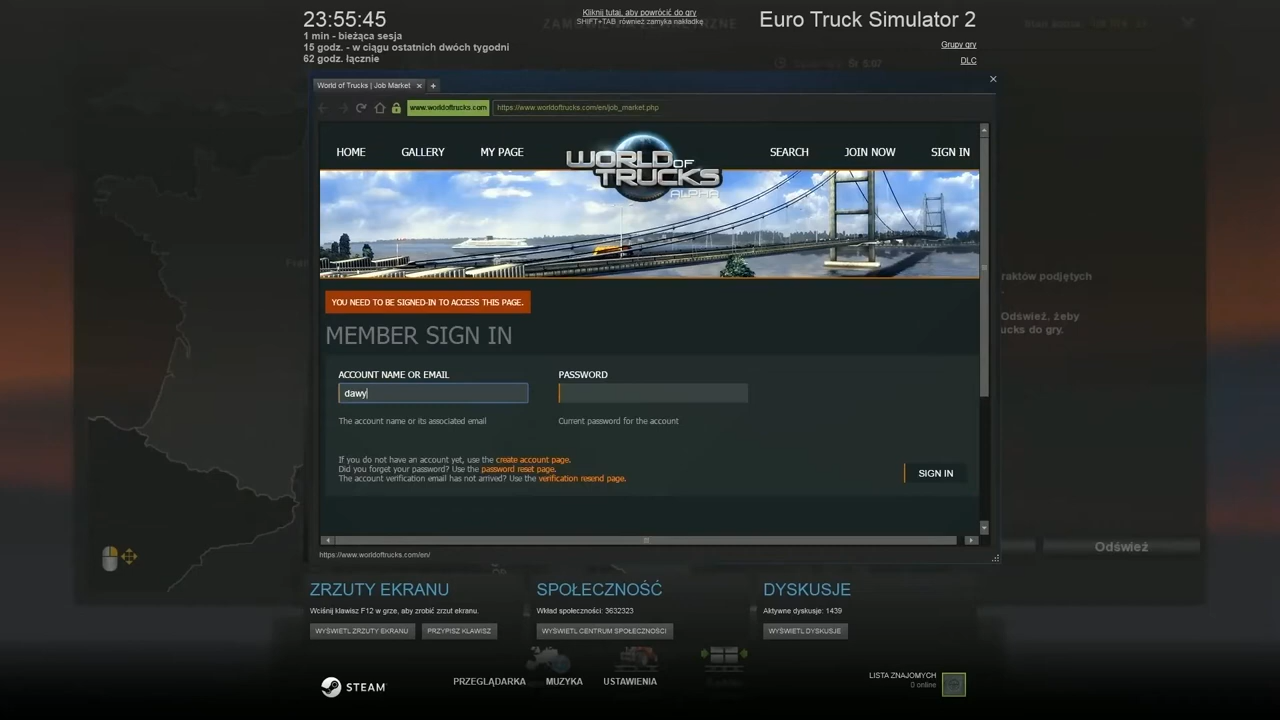 23:55:45
1 min - bieżąca sesja
15 godz. - w ciągu ostatnich dwóch tygodni
62 godz. łącznie
Kliknij tutaj, aby powrócić do gry
SHIFT+TAB również zamyka nakładkę
Euro Truck Simulator 2
Grupy gry
DLC
World of Trucks | Job Market
www.worldoftrucks.com
https://www.worldoftrucks.com/en/job_market.php
HOME
GALLERY
MY PAGE
WORLD OF TRUCKS
ALPHA
SEARCH
JOIN NOW
SIGN IN
YOU NEED TO BE SIGNED-IN TO ACCESS THIS PAGE.
MEMBER SIGN IN
ACCOUNT NAME OR EMAIL
PASSWORD
dawy
The account name or its associated email
Current password for the account
If you do not have an account yet, use the create account page.
Did you forget your password? Use the password reset page.
The account verification email has not arrived? Use the verification resend page.
SIGN IN
https://www.worldoftrucks.com/en/
raktów podjętych
Odśwież, żeby
ucks do gry.
Odśwież
ZRZUTY EKRANU
Wciśnij klawisz F12 w grze, aby zrobić zrzut ekranu.
WYŚWIETL ZRZUTY EKRANU
PRZYPISZ KLAWISZ
SPOŁECZNOŚĆ
Wkład społeczności: 3632323
WYŚWIETL CENTRUM SPOŁECZNOŚCI
DYSKUSJE
Aktywne dyskusje: 1439
WYŚWIETL DYSKUSJE
STEAM
PRZEGLĄDARKA
MUZYKA
USTAWIENIA
LISTA ZNAJOMYCH
0 online